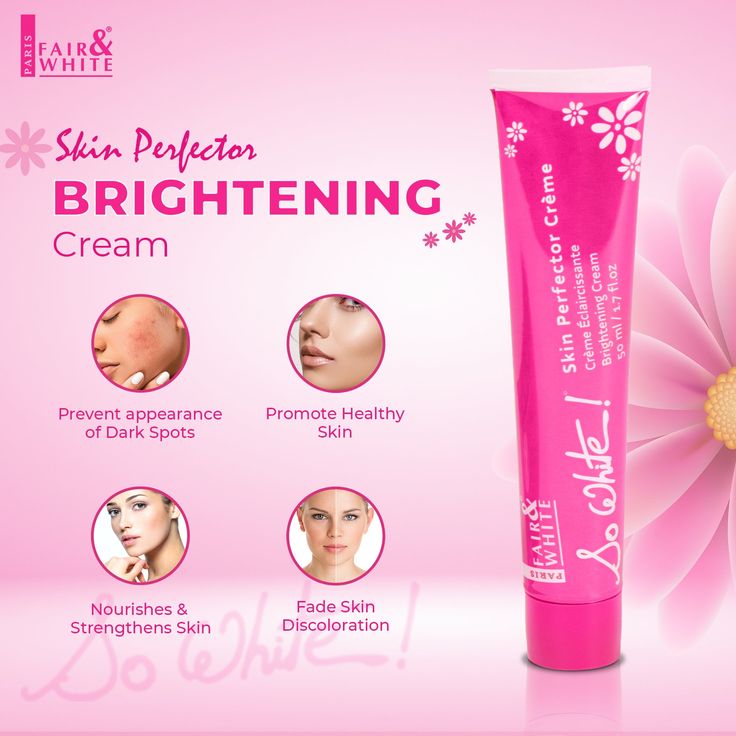 PARIS
FAIR&®
WHITE
Skin Perfector
BRIGHTENING
Cream
Prevent appearance
of Dark Spots
Promote Healthy
Skin
Nourishes &
Strengthens Skin
Fade Skin
Discoloration
So White!
Skin Perfector Crème
Crème Éclaircissante
Brightening Cream
50 ml / 1.7 fl.oz
So White!
PARIS
FAIR&
WHITE